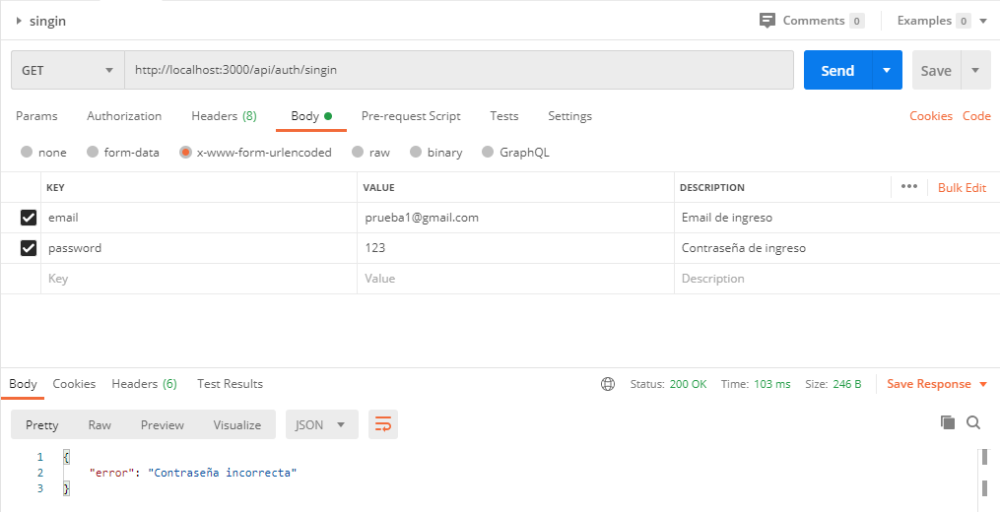 singin Comments 0 Examples 0
GET http://localhost:3000/api/auth/singin Send Save
Params Authorization Headers (8) Body Pre-request Script Tests Settings Cookies Code
none form-data x-www-form-urlencoded raw binary GraphQL
KEY VALUE DESCRIPTION ••• Bulk Edit
email prueba1@gmail.com Email de ingreso
password 123 Contraseña de ingreso
Key Value Description
Body Cookies Headers (6) Test Results Status: 200 OK Time: 103 ms Size: 246 B Save Response
Pretty Raw Preview Visualize JSON
1 {
2 "error": "Contraseña incorrecta"
3 }